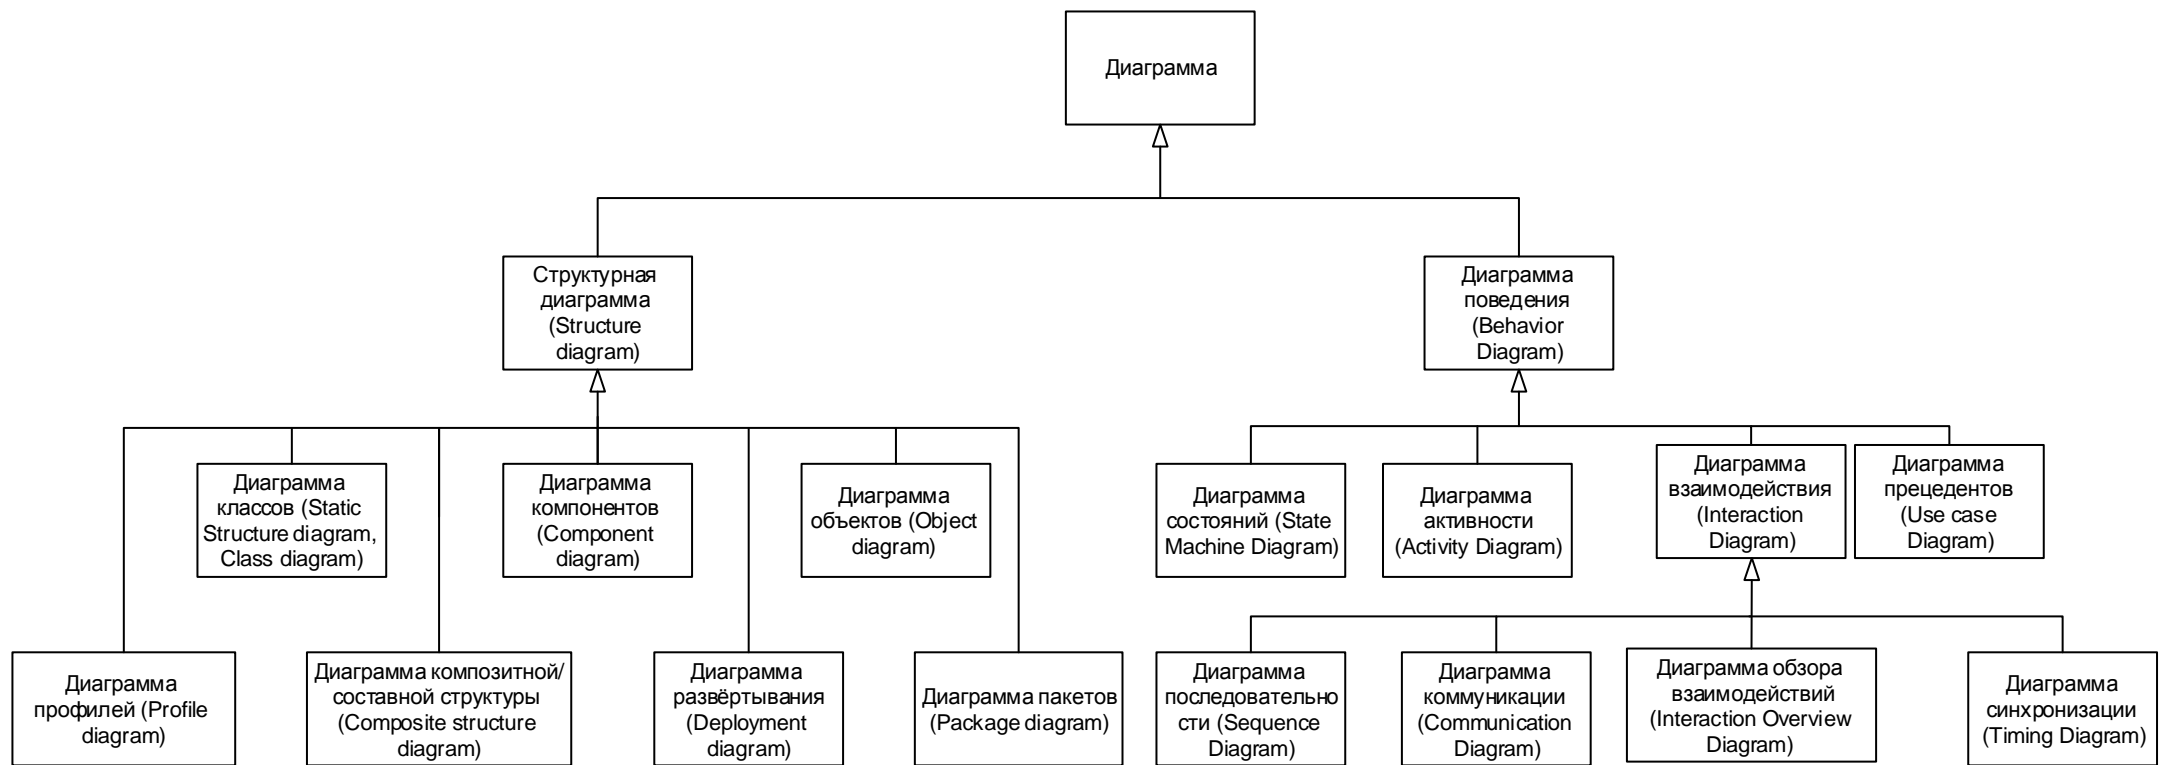 Диаграмма
Структурная
диаграмма
(Structure
diagram)
Диаграмма
поведения
(Behavior
Diagram)
Диаграмма
классов (Static
Structure diagram,
Class diagram)
Диаграмма
компонентов
(Component
diagram)
Диаграмма
объектов (Object
diagram)
Диаграмма
состояний (State
Machine Diagram)
Диаграмма
активности
(Activity Diagram)
Диаграмма
взаимодействия
(Interaction
Diagram)
Диаграмма
прецедентов
(Use case
Diagram)
Диаграмма
профилей (Profile
diagram)
Диаграмма композитной/
составной структуры
(Composite structure
diagram)
Диаграмма
развёртывания
(Deployment
diagram)
Диаграмма пакетов
(Package diagram)
Диаграмма
последовательно
сти (Sequence
Diagram)
Диаграмма
коммуникации
(Communication
Diagram)
Диаграмма обзора
взаимодействий
(Interaction Overview
Diagram)
Диаграмма
синхронизации
(Timing Diagram)